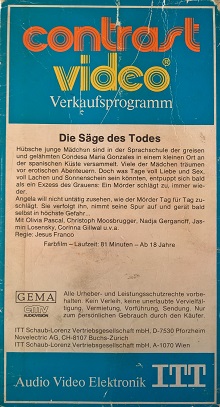 contrast
video®
Verkaufsprogramm
Die Säge des Todes
Hübsche junge Mädchen sind in der Sprachschule der greisen
und gelähmten Condesa Maria Gonzales in einem kleinen Ort an
der spanischen Küste versammelt. Viele der Mädchen träumen
vor erotischen Abenteuern. Doch was Tags voll Liebe und Sex,
voll Lachen und Sonnenschein sein könnten, entpuppt sich bald
als ein Exzess des Grauens: Ein Mörder schlägt zu, immer wie-
der.
Angela will nicht untätig zusehen, wie der Mörder Tag für Tag zu-
schlägt. Sie verfolgt ihn, nimmt seine Spur auf und gerät bald
selbst in höchste Gefahr...
Mit Olivia Pascal, Christoph Moosbrugger, Nadja Gerganoff, Jas-
min Losensky, Corinna Gillwal u.v.a.
Regie: Jesus Franco
Farbfilm – Laufzeit: 81 Minuten – Ab 18 Jahre
GEMA
cmv
AUDIOVISION
Alle Urheber- und Leistungsschutzrechte vorbe-
halten. Kein Verleih, keine unerlaubte Vervielfäl-
tigung, Vermietung, Vorführung, Sendung. Nur
zum persönlichen Gebrauch durch den Käufer.
ITT Schaub-Lorenz Vertriebsgesellschaft mbH, D-7530 Pforzheim
Novelectric AG, CH-8107 Buchs-Zürich
ITT Schaub-Lorenz Vertriebsgesellschaft mbH, A-1070 Wien
Audio Video Elektronik ITT